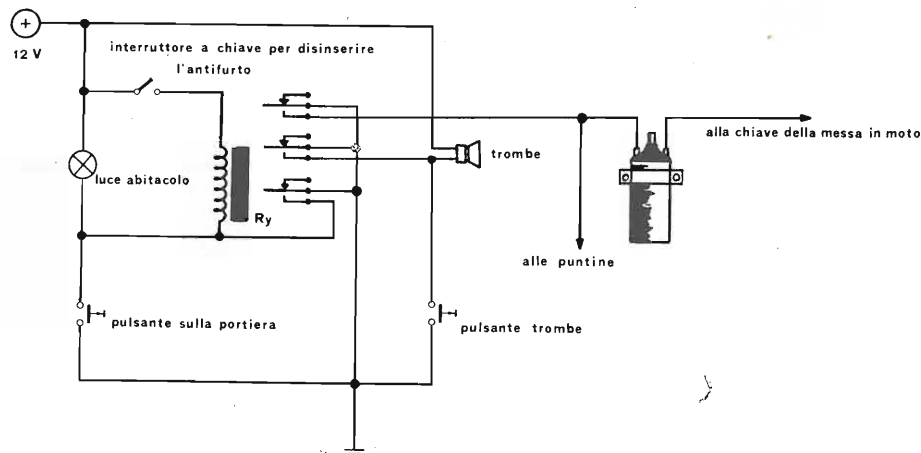 +
12 V
interruttore a chiave per disinserire
l'antifurto
alla chiave della messa in moto
trombe
luce abitacolo
Ry
alle puntine
pulsante sulla portiera
pulsante trombe